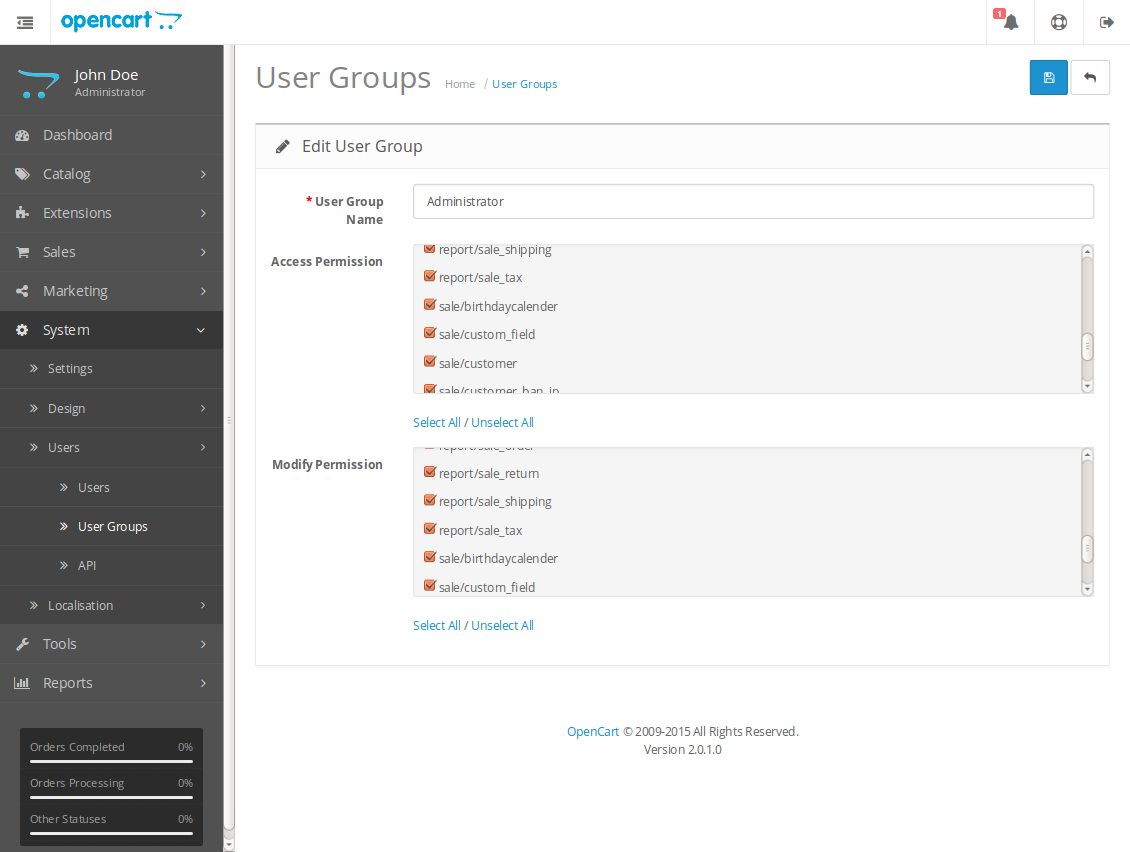 opencart
1
John Doe
Administrator
Dashboard
Catalog
Extensions
Sales
Marketing
System
Settings
Design
Users
Users
User Groups
API
Localisation
Tools
Reports
Orders Completed 0%
Orders Processing 0%
Other Statuses 0%
User Groups Home / User Groups
Edit User Group
* User Group Name
Administrator
Access Permission
report/sale_shipping
report/sale_tax
sale/birthdaycalender
sale/custom_field
sale/customer
sale/customer_ban_ip
Select All / Unselect All
Modify Permission
report/sale_order
report/sale_return
report/sale_shipping
report/sale_tax
sale/birthdaycalender
sale/custom_field
Select All / Unselect All
OpenCart © 2009-2015 All Rights Reserved.
Version 2.0.1.0